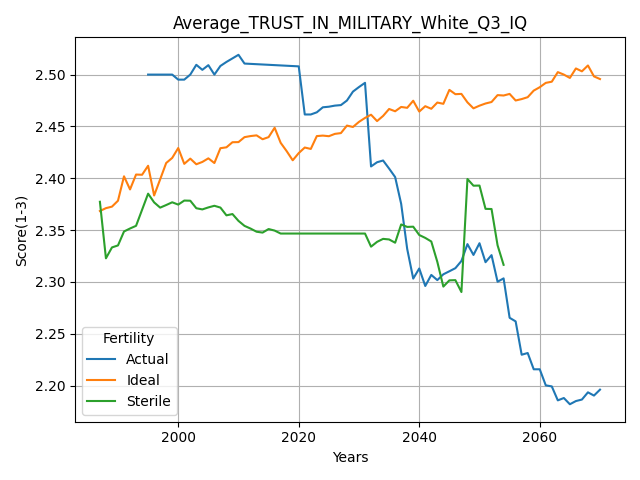 Average_TRUST_IN_MILITARY_White_Q3_IQ
Score(1-3)
2.50
2.45
2.40
2.35
2.30
2.25
2.20
Fertility
Actual
Ideal
Sterile
2000 2020 2040 2060
Years